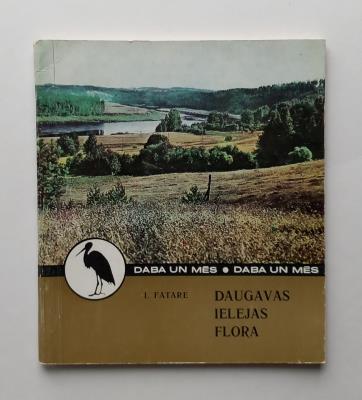 DABA UN MĒS • DABA UN MĒS
I. FATARE
DAUGAVAS
IELEJAS
FLORA